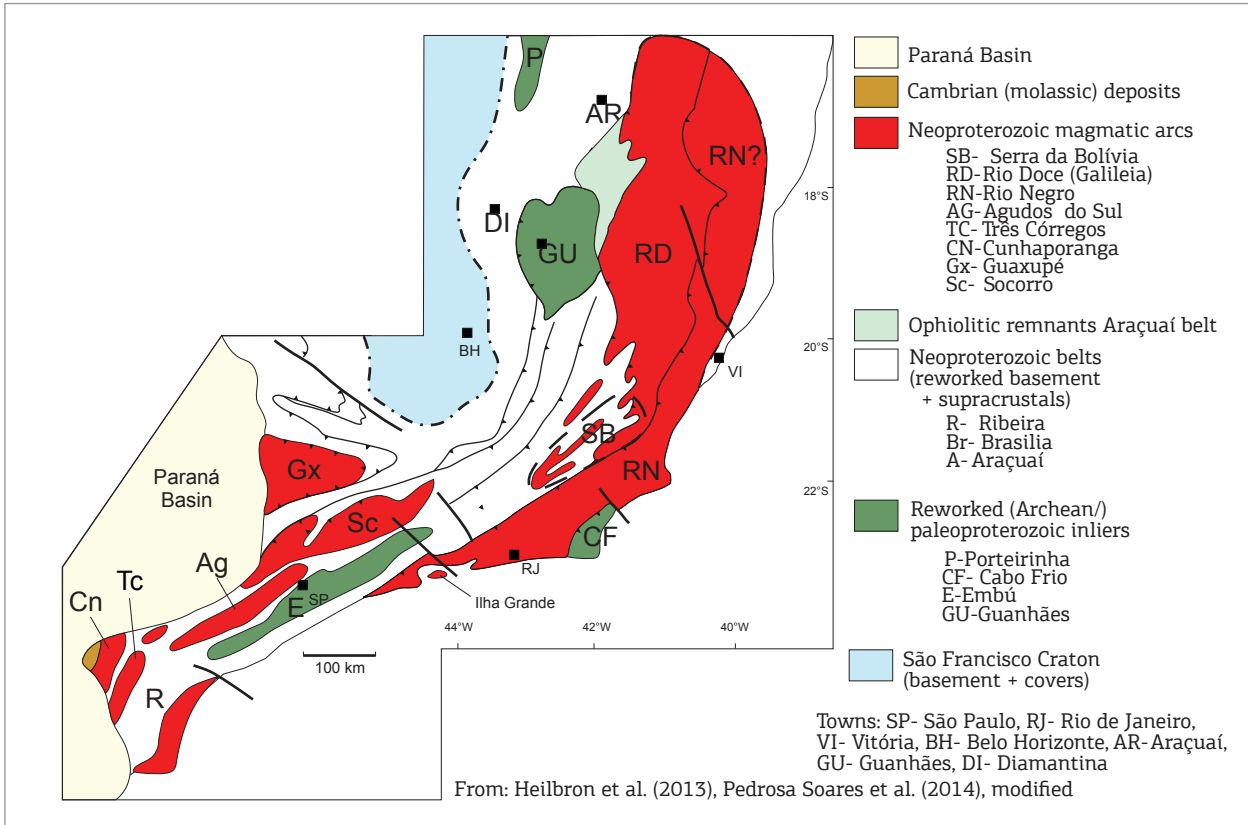 P
AR
RN?
18°S
DI
GU
RD
20°S
BH
VI
SB
Gx
RN
22°S
Paraná
Basin
Sc
CF
Ag
RJ
Tc
E
SP
Ilha Grande
Cn
44°W
42°W
40°W
100 km
R
Paraná Basin
Cambrian (molassic) deposits
Neoproterozoic magmatic arcs
SB- Serra da Bolívia
RD-Rio Doce (Galileia)
RN-Rio Negro
AG-Agudos do Sul
TC-Três Córregos
CN-Cunhaporanga
Gx- Guaxupé
Sc- Socorro
Ophiolitic remnants Araçuaí belt
Neoproterozoic belts
(reworked basement
+ supracrustals)
R- Ribeira
Br- Brasilia
A- Araçuaí
Reworked (Archean/)
paleoproterozoic inliers
P-Porteirinha
CF- Cabo Frio
E-Embú
GU-Guanhães
São Francisco Craton
(basement + covers)
Towns: SP- São Paulo, RJ- Rio de Janeiro,
VI- Vitória, BH- Belo Horizonte, AR-Araçuaí,
GU- Guanhães, DI- Diamantina
From: Heilbron et al. (2013), Pedrosa Soares et al. (2014), modified